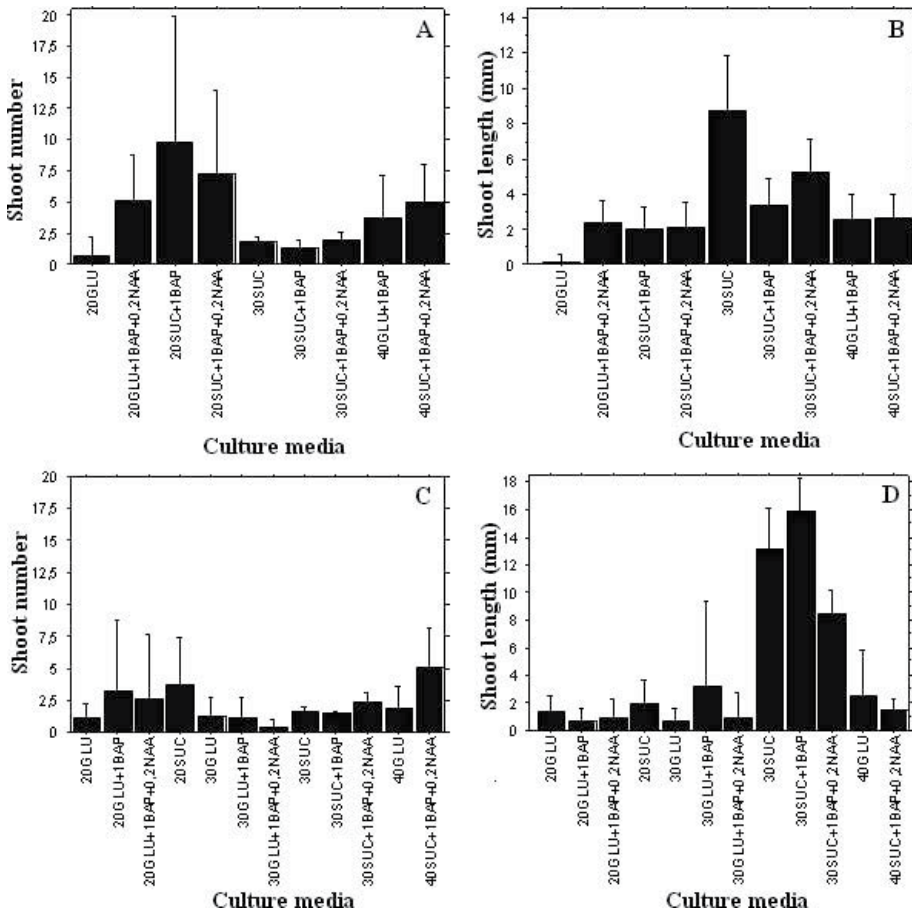 A
Shoot number
20
17,5
15
12,5
10
7,5
5
2,5
0
20GLU
20GLU+1BAP+0,2NAA
20SUC+1BAP
20SUC+1BAP+0,2NAA
30SUC
30SUC+1BAP
30SUC+1BAP+0,2NAA
40GLU+1BAP
40SUC+1BAP+0,2NAA
Culture media
B
Shoot length (mm)
14
12
10
8
6
4
2
0
20GLU
20GLU+1BAP+0,2NAA
20SUC+1BAP
20SUC+1BAP+0,2NAA
30SUC
30SUC+1BAP
30SUC+1BAP+0,2NAA
40GLU+1BAP
40SUC+1BAP+0,2NAA
Culture media
C
Shoot number
20
17,5
15
12,5
10
7,5
5
2,5
0
20GLU
20GLU+1BAP
20GLU+1BAP+0,2NAA
20SUC
30GLU
30GLU+1BAP
30GLU+1BAP+0,2NAA
30SUC
30SUC+1BAP
30SUC+1BAP+0,2NAA
40GLU
40SUC+1BAP+0,2NAA
Culture media
D
Shoot length (mm)
18
16
14
12
10
8
6
4
2
0
20GLU
20GLU+1BAP
20GLU+1BAP+0,2NAA
20SUC
30GLU
30GLU+1BAP
30GLU+1BAP+0,2NAA
30SUC
30SUC+1BAP
30SUC+1BAP+0,2NAA
40GLU
40SUC+1BAP+0,2NAA
Culture media